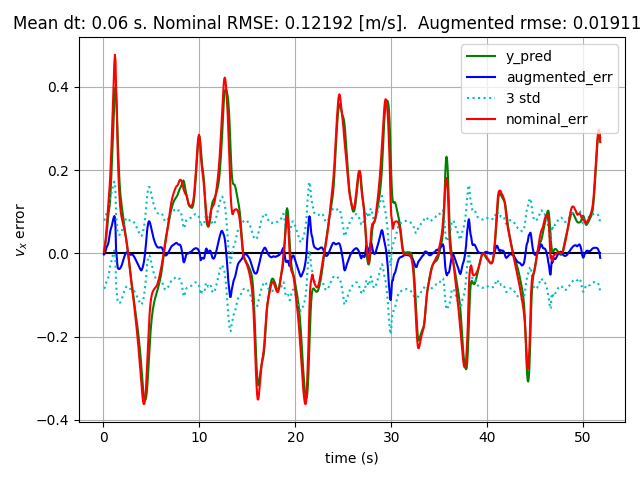 Mean dt: 0.06 s. Nominal RMSE: 0.12192 [m/s]. Augmented rmse: 0.01911
y_pred
augmented_err
3 std
nominal_err
0.4
0.2
0.0
−0.2
−0.4
vₓ error
0 10 20 30 40 50
time (s)